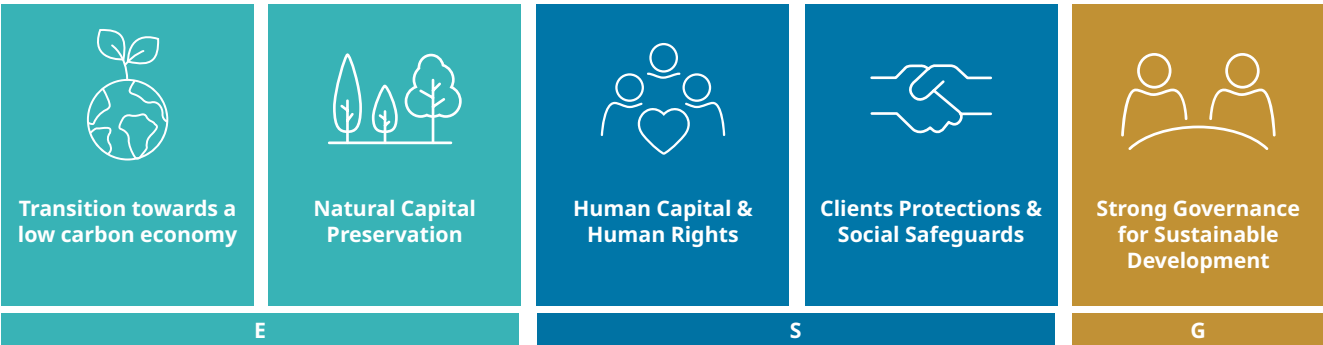 Transition towards a
low carbon economy
Natural Capital
Preservation
Human Capital &
Human Rights
Clients Protections &
Social Safeguards
Strong Governance
for Sustainable
Development
E
S
G